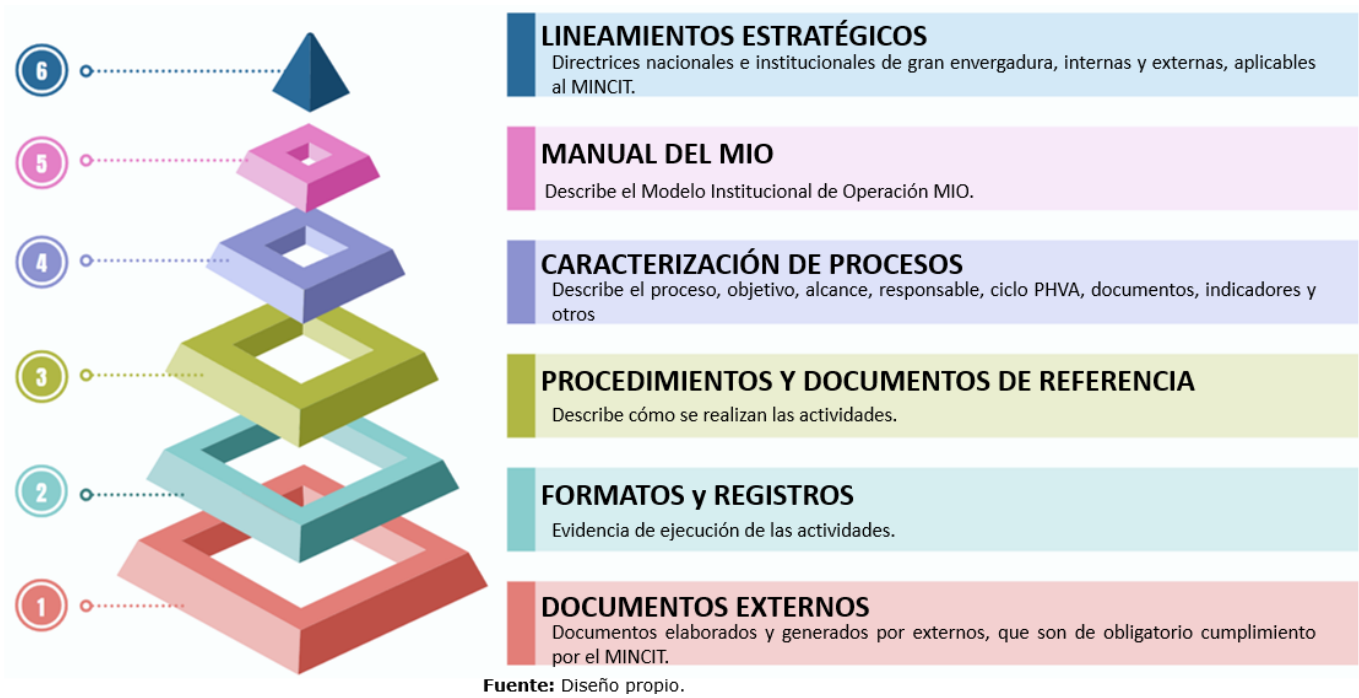 6
LINEAMIENTOS ESTRATÉGICOS
Directrices nacionales e institucionales de gran envergadura, internas y externas, aplicables
al MINCIT.
5
MANUAL DEL MIO
Describe el Modelo Institucional de Operación MIO.
4
CARACTERIZACIÓN DE PROCESOS
Describe el proceso, objetivo, alcance, responsable, ciclo PHVA, documentos, indicadores y
otros
3
PROCEDIMIENTOS Y DOCUMENTOS DE REFERENCIA
Describe cómo se realizan las actividades.
2
FORMATOS y REGISTROS
Evidencia de ejecución de las actividades.
1
DOCUMENTOS EXTERNOS
Documentos elaborados y generados por externos, que son de obligatorio cumplimiento
por el MINCIT.
Fuente: Diseño propio.